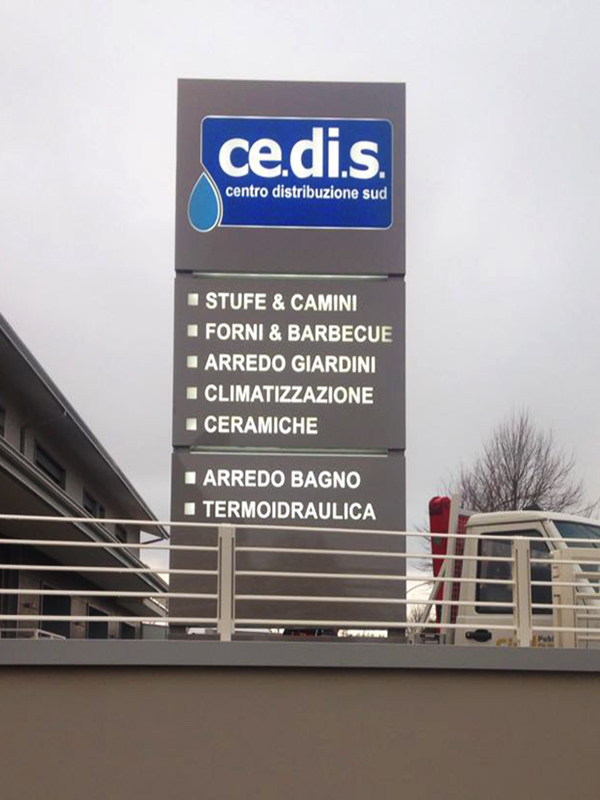 ce.di.s.
centro distribuzione sud
STUFE & CAMINI
FORNI & BARBECUE
ARREDO GIARDINI
CLIMATIZZAZIONE
CERAMICHE
ARREDO BAGNO
TERMOIDRAULICA